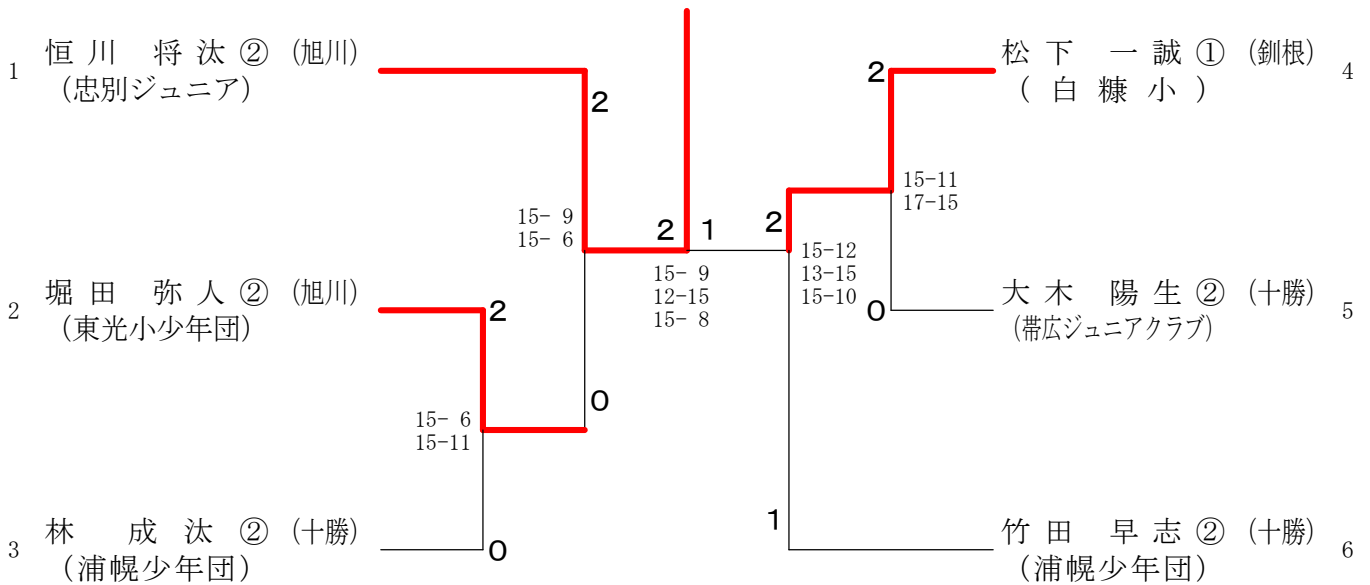 1 恒川 将汰② (旭川)
(忠別ジュニア)
2
15- 9
15- 6
2 堀田 弥人② (旭川)
(東光小少年団)
2
0
15- 6
15-11
3 林 成汰② (十勝)
(浦幌少年団)
0
2 1
15- 9
12-15
15- 8
松下 一誠① (釧根) 4
(白糠小)
2
15-11
17-15
2
15-12
13-15
15-10
大木 陽生② (十勝) 5
(帯広ジュニアクラブ)
0
1
竹田 早志② (十勝) 6
(浦幌少年団)